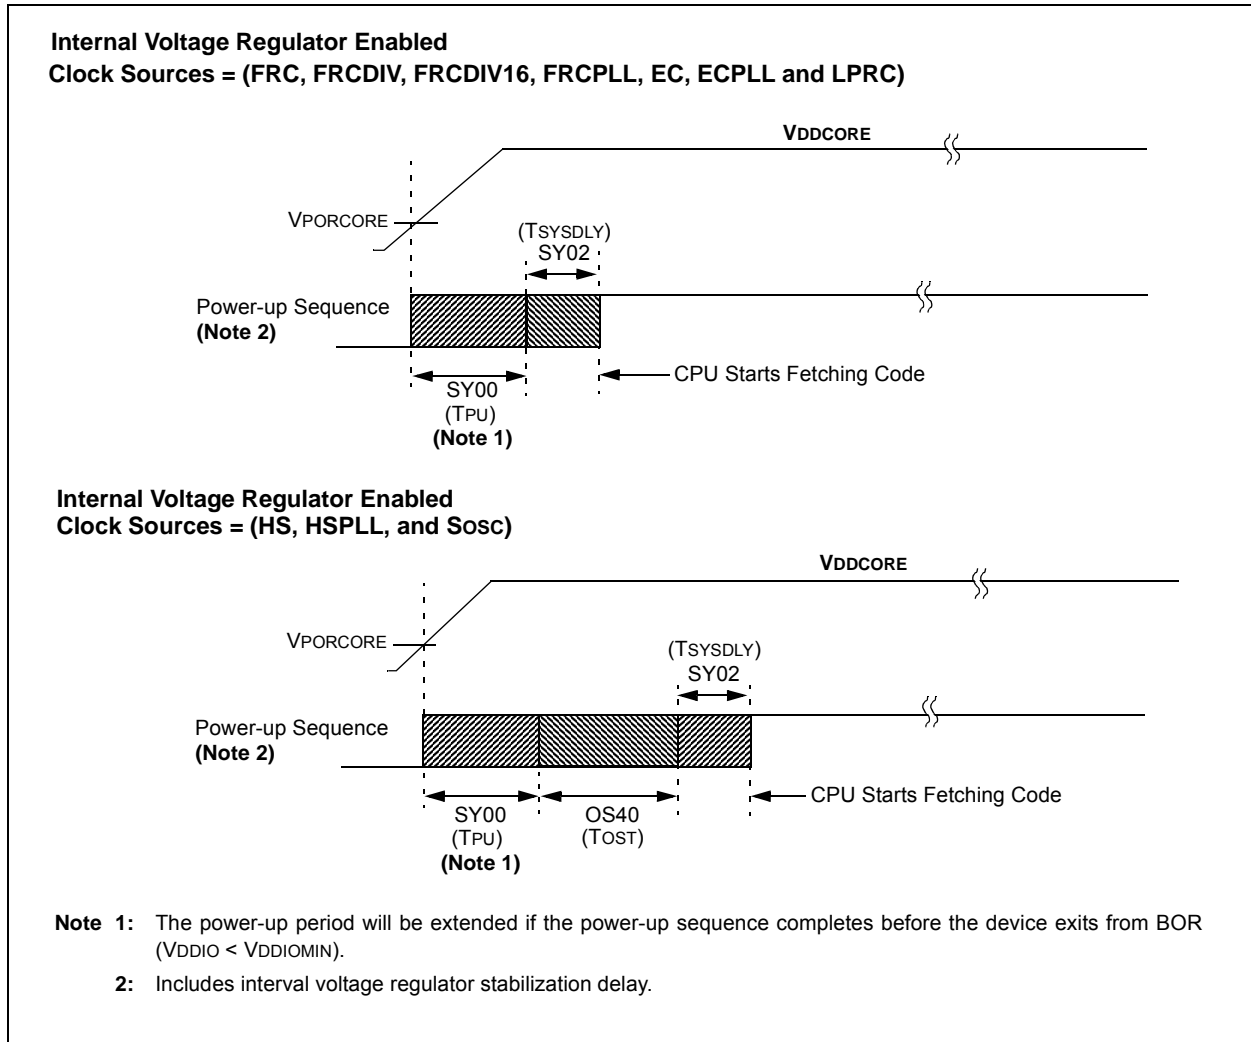 Internal Voltage Regulator Enabled
Clock Sources = (FRC, FRCDIV, FRCDIV16, FRCPLL, EC, ECPLL and LPRC)
VDDCORE
VPORCORE
(TSYSDLY)
SY02
Power-up Sequence
(Note 2)
CPU Starts Fetching Code
SY00
(TPU)
(Note 1)
Internal Voltage Regulator Enabled
Clock Sources = (HS, HSPLL, and SOSC)
VDDCORE
VPORCORE
(TSYSDLY)
SY02
Power-up Sequence
(Note 2)
CPU Starts Fetching Code
SY00
(TPU)
(Note 1)
OS40
(TOST)
Note 1: The power-up period will be extended if the power-up sequence completes before the device exits from BOR
(VDDIO < VDDIOMIN).
2: Includes interval voltage regulator stabilization delay.